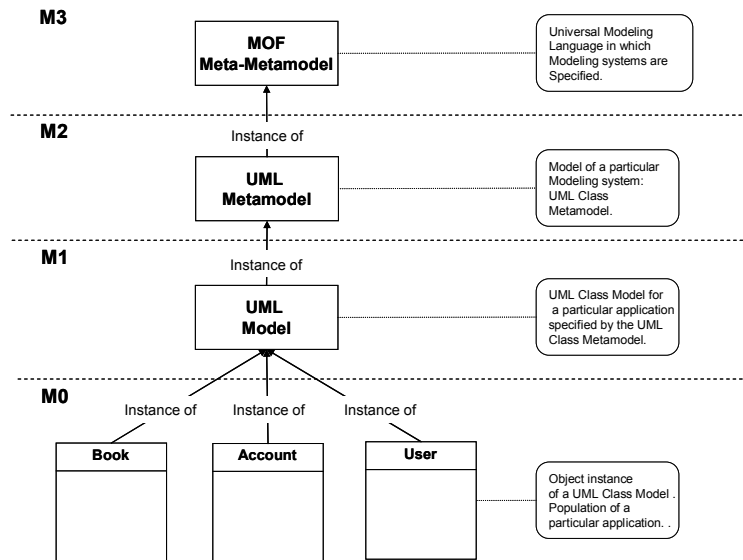 M3
MOF
Meta-Metamodel
Universal Modeling
Language in which
Modeling systems are
Specified.
Instance of
M2
UML
Metamodel
Model of a particular
Modeling system:
UML Class
Metamodel.
Instance of
M1
UML
Model
UML Class Model for
a particular application
specified by the UML
Class Metamodel.
M0
Instance of
Instance of
Instance of
Book
Account
User
Object instance
of a UML Class Model .
Population of a
particular application. .